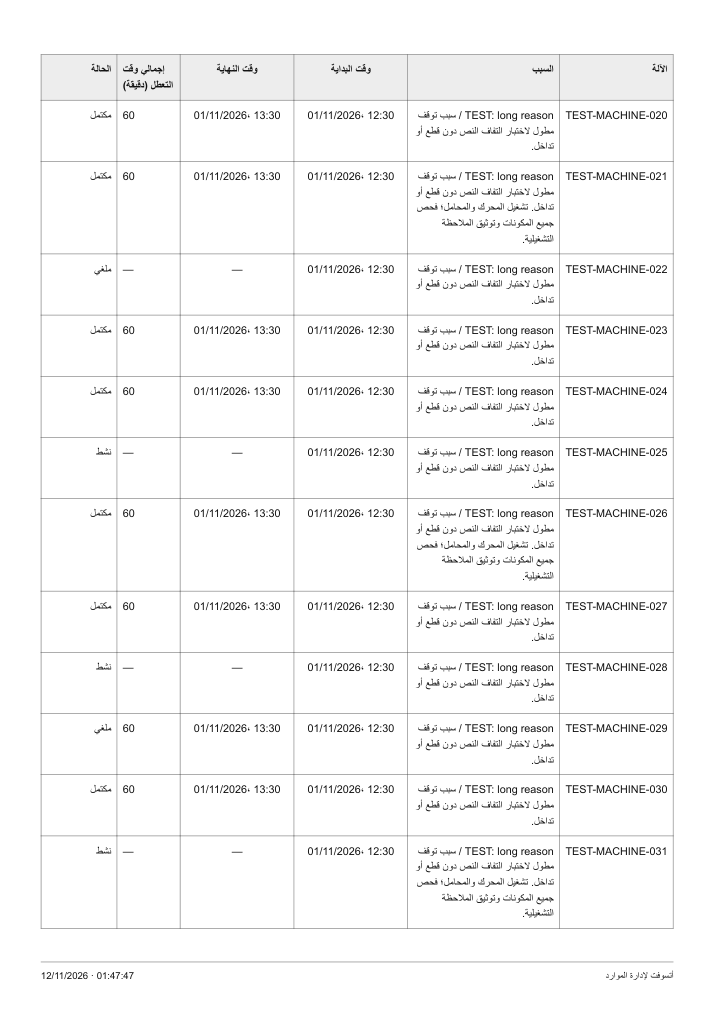 الآلة السبب وقت البداية وقت النهاية إجمالي وقت الحالة
التعطل (دقيقة)
TEST-MACHINE-020 TEST: long reason / سبب توقف 01/11/2026، 12:30 01/11/2026، 13:30 60 مكتمل
مطول لاختبار التفاف النص دون قطع أو
تداخل.
TEST-MACHINE-021 TEST: long reason / سبب توقف 01/11/2026، 12:30 01/11/2026، 13:30 60 مكتمل
مطول لاختبار التفاف النص دون قطع أو
تداخل. تشغيل المحرك والمحامل؛ فحص
جميع المكونات وتوثيق الملاحظة
التشغيلية.
TEST-MACHINE-022 TEST: long reason / سبب توقف 01/11/2026، 12:30 — — ملغي
مطول لاختبار التفاف النص دون قطع أو
تداخل.
TEST-MACHINE-023 TEST: long reason / سبب توقف 01/11/2026، 12:30 01/11/2026، 13:30 60 مكتمل
مطول لاختبار التفاف النص دون قطع أو
تداخل.
TEST-MACHINE-024 TEST: long reason / سبب توقف 01/11/2026، 12:30 01/11/2026، 13:30 60 مكتمل
مطول لاختبار التفاف النص دون قطع أو
تداخل.
TEST-MACHINE-025 TEST: long reason / سبب توقف 01/11/2026، 12:30 — — نشط
مطول لاختبار التفاف النص دون قطع أو
تداخل.
TEST-MACHINE-026 TEST: long reason / سبب توقف 01/11/2026، 12:30 01/11/2026، 13:30 60 مكتمل
مطول لاختبار التفاف النص دون قطع أو
تداخل. تشغيل المحرك والمحامل؛ فحص
جميع المكونات وتوثيق الملاحظة
التشغيلية.
TEST-MACHINE-027 TEST: long reason / سبب توقف 01/11/2026، 12:30 01/11/2026، 13:30 60 مكتمل
مطول لاختبار التفاف النص دون قطع أو
تداخل.
TEST-MACHINE-028 TEST: long reason / سبب توقف 01/11/2026، 12:30 — — نشط
مطول لاختبار التفاف النص دون قطع أو
تداخل.
TEST-MACHINE-029 TEST: long reason / سبب توقف 01/11/2026، 12:30 01/11/2026، 13:30 60 ملغي
مطول لاختبار التفاف النص دون قطع أو
تداخل.
TEST-MACHINE-030 TEST: long reason / سبب توقف 01/11/2026، 12:30 01/11/2026، 13:30 60 مكتمل
مطول لاختبار التفاف النص دون قطع أو
تداخل.
TEST-MACHINE-031 TEST: long reason / سبب توقف 01/11/2026، 12:30 — — نشط
مطول لاختبار التفاف النص دون قطع أو
تداخل. تشغيل المحرك والمحامل؛ فحص
جميع المكونات وتوثيق الملاحظة
التشغيلية.
أتسوفت لإدارة الموارد 12/11/2026 · 01:47:47